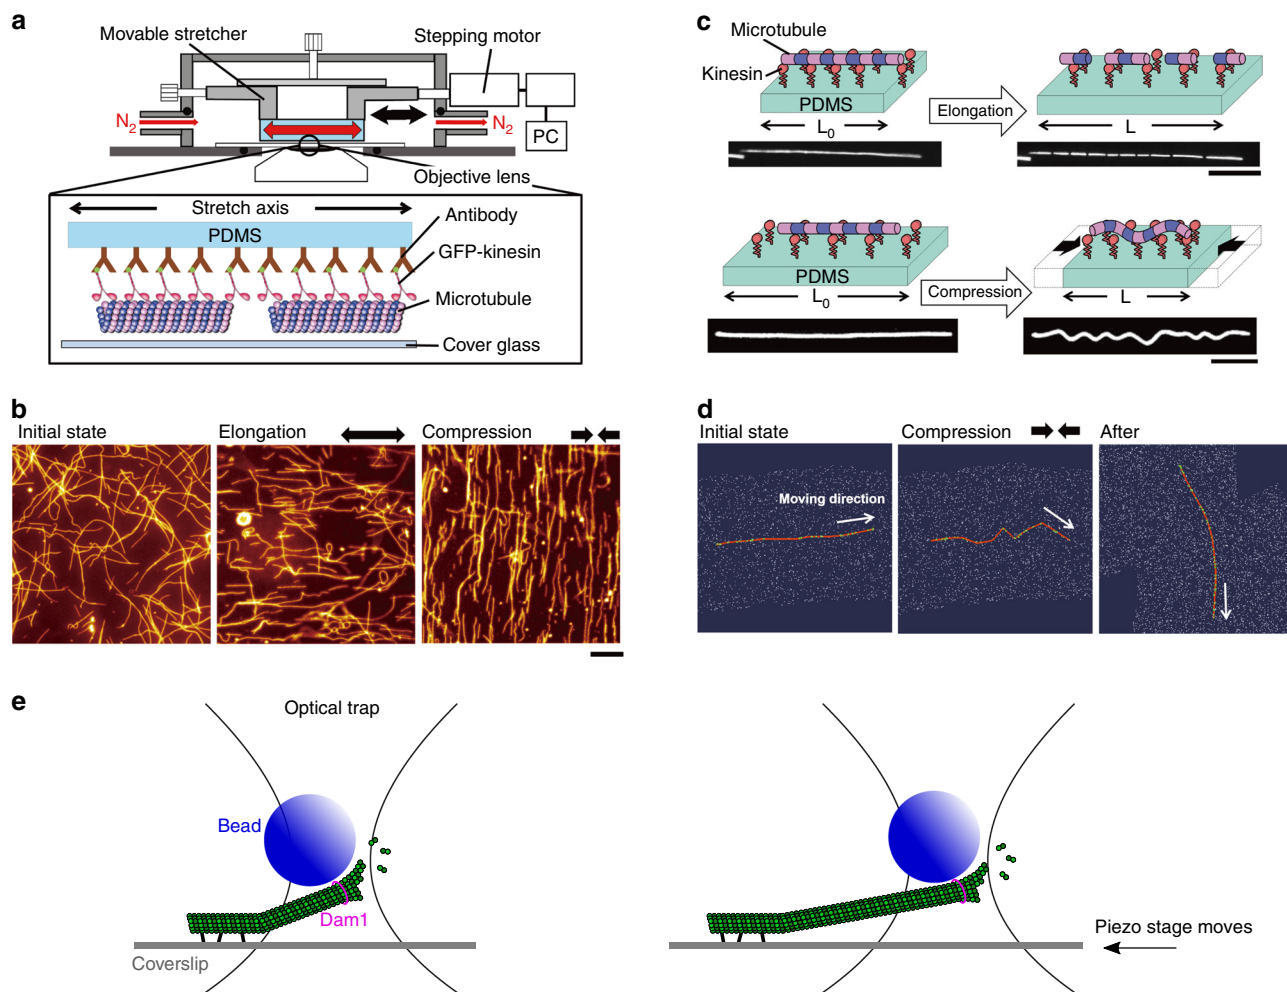 a
Movable stretcher
Stepping motor
N2
N2
PC
Objective lens
Stretch axis
PDMS
Antibody
GFP-kinesin
Microtubule
Cover glass
b
Initial state
Elongation
Compression
c
Microtubule
Kinesin
PDMS
L0
Elongation
L
PDMS
L0
Compression
L
d
Initial state
Compression
After
Moving direction
e
Optical trap
Bead
Dam1
Coverslip
Piezo stage moves